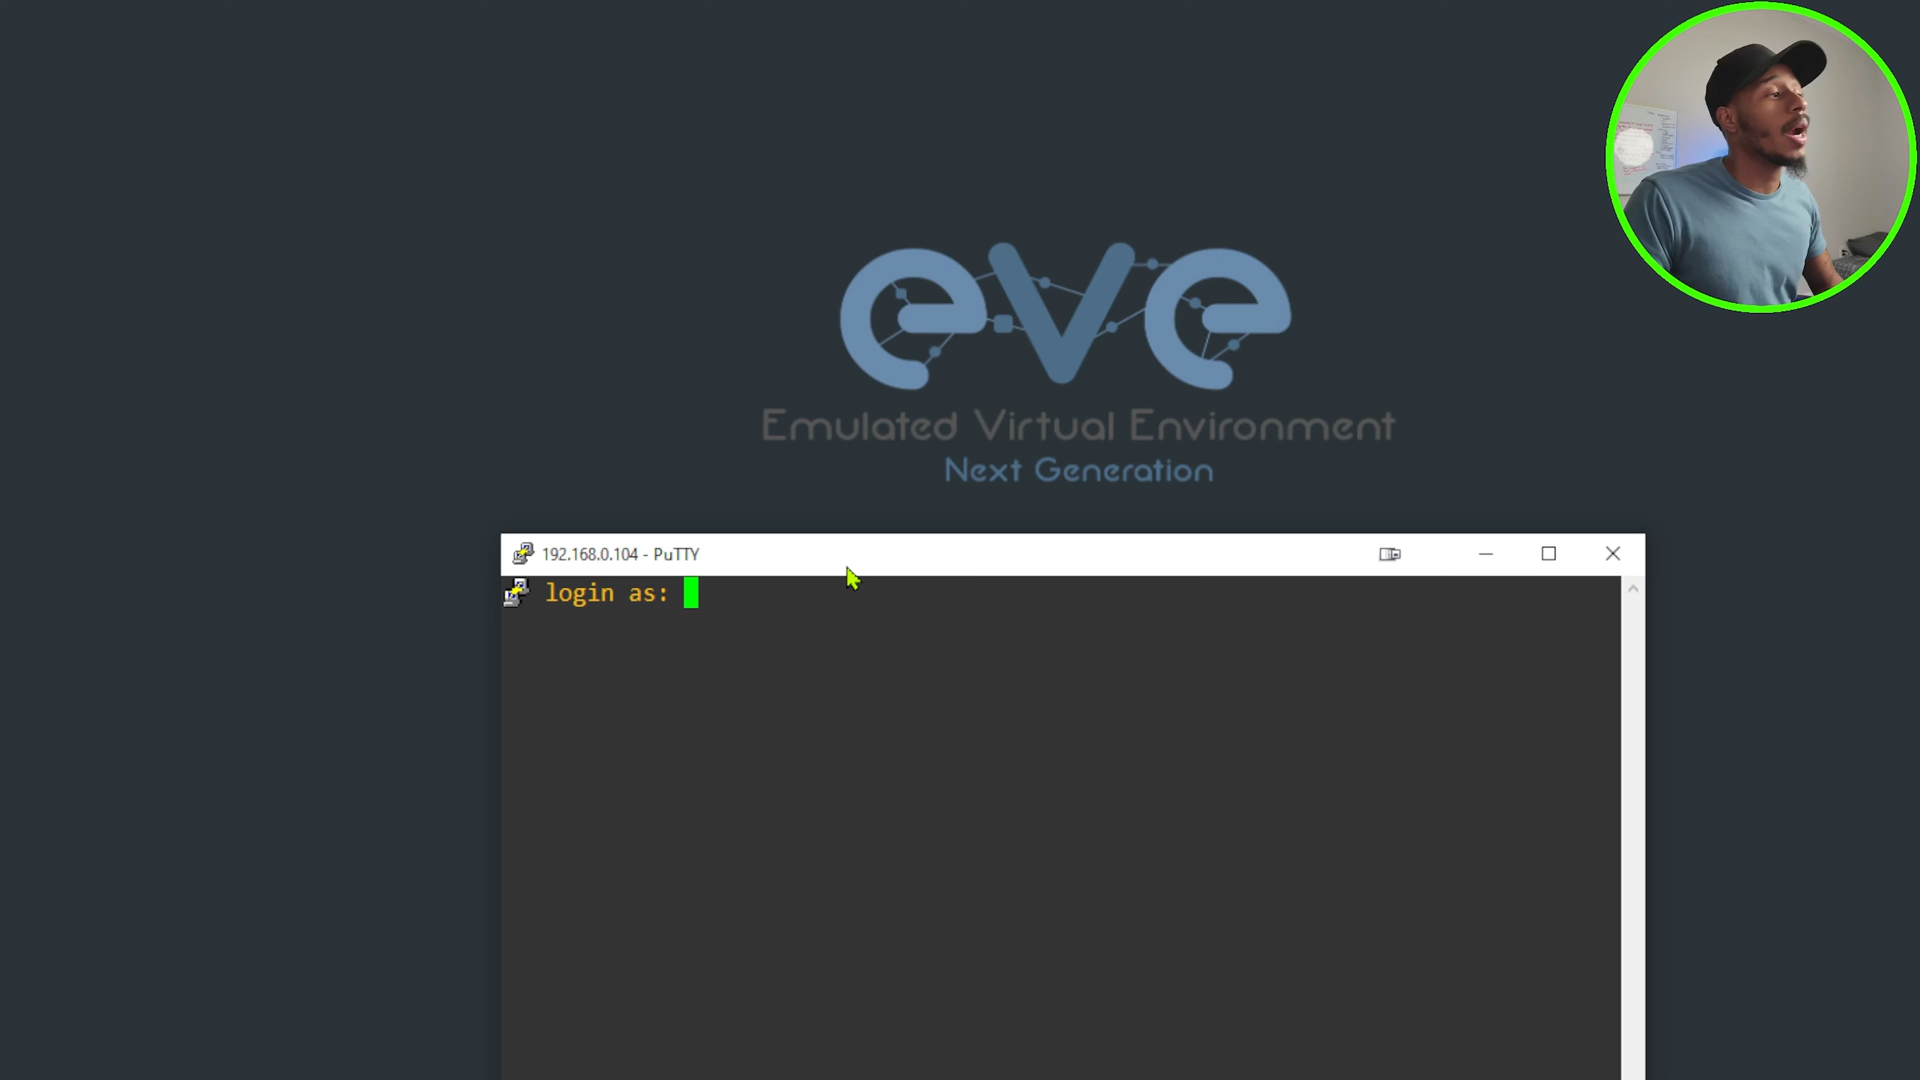 eve
Emulated Virtual Environment
Next Generation
192.168.0.104 - PuTTY
login as: